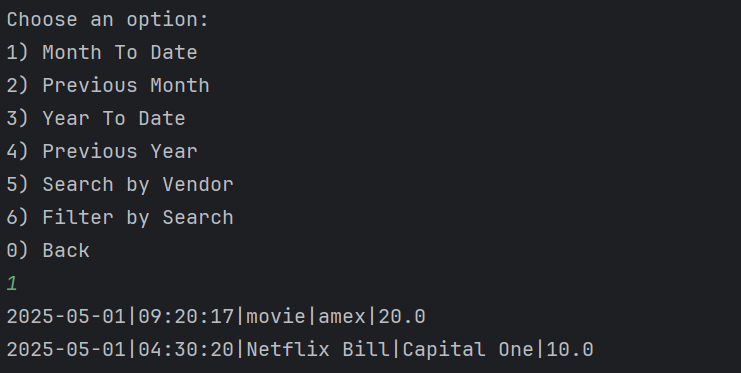 Choose an option:
1) Month To Date
2) Previous Month
3) Year To Date
4) Previous Year
5) Search by Vendor
6) Filter by Search
0) Back
1
2025-05-01|09:20:17|movie|amex|20.0
2025-05-01|04:30:20|Netflix Bill|Capital One|10.0